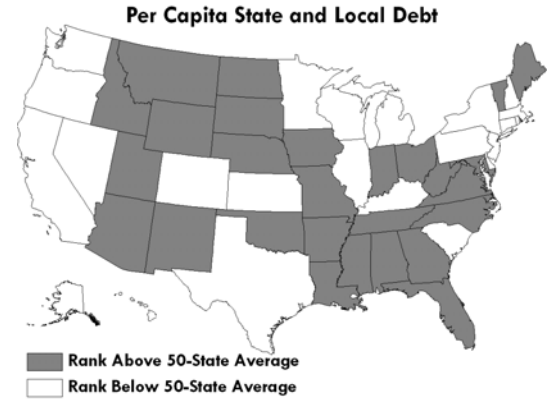 Per Capita State and Local Debt
Rank Above 50-State Average
Rank Below 50-State Average